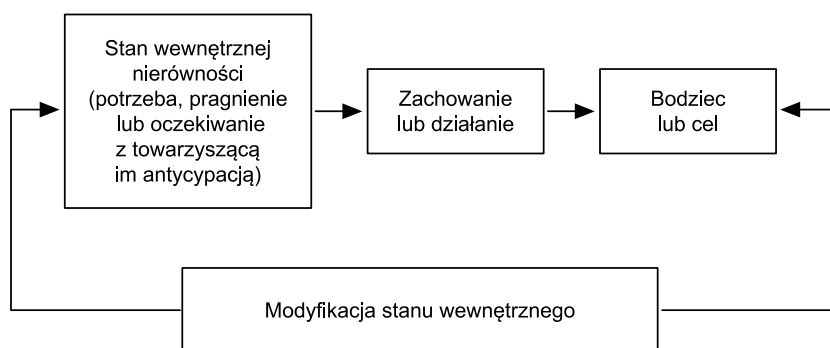 Stan wewnętrznej
nierówności
(potrzeba, pragnienie
lub oczekiwanie
z towarzyszącą
im antycypacją)
Zachowanie
lub działanie
Bodziec
lub cel
Modyfikacja stanu wewnętrznego